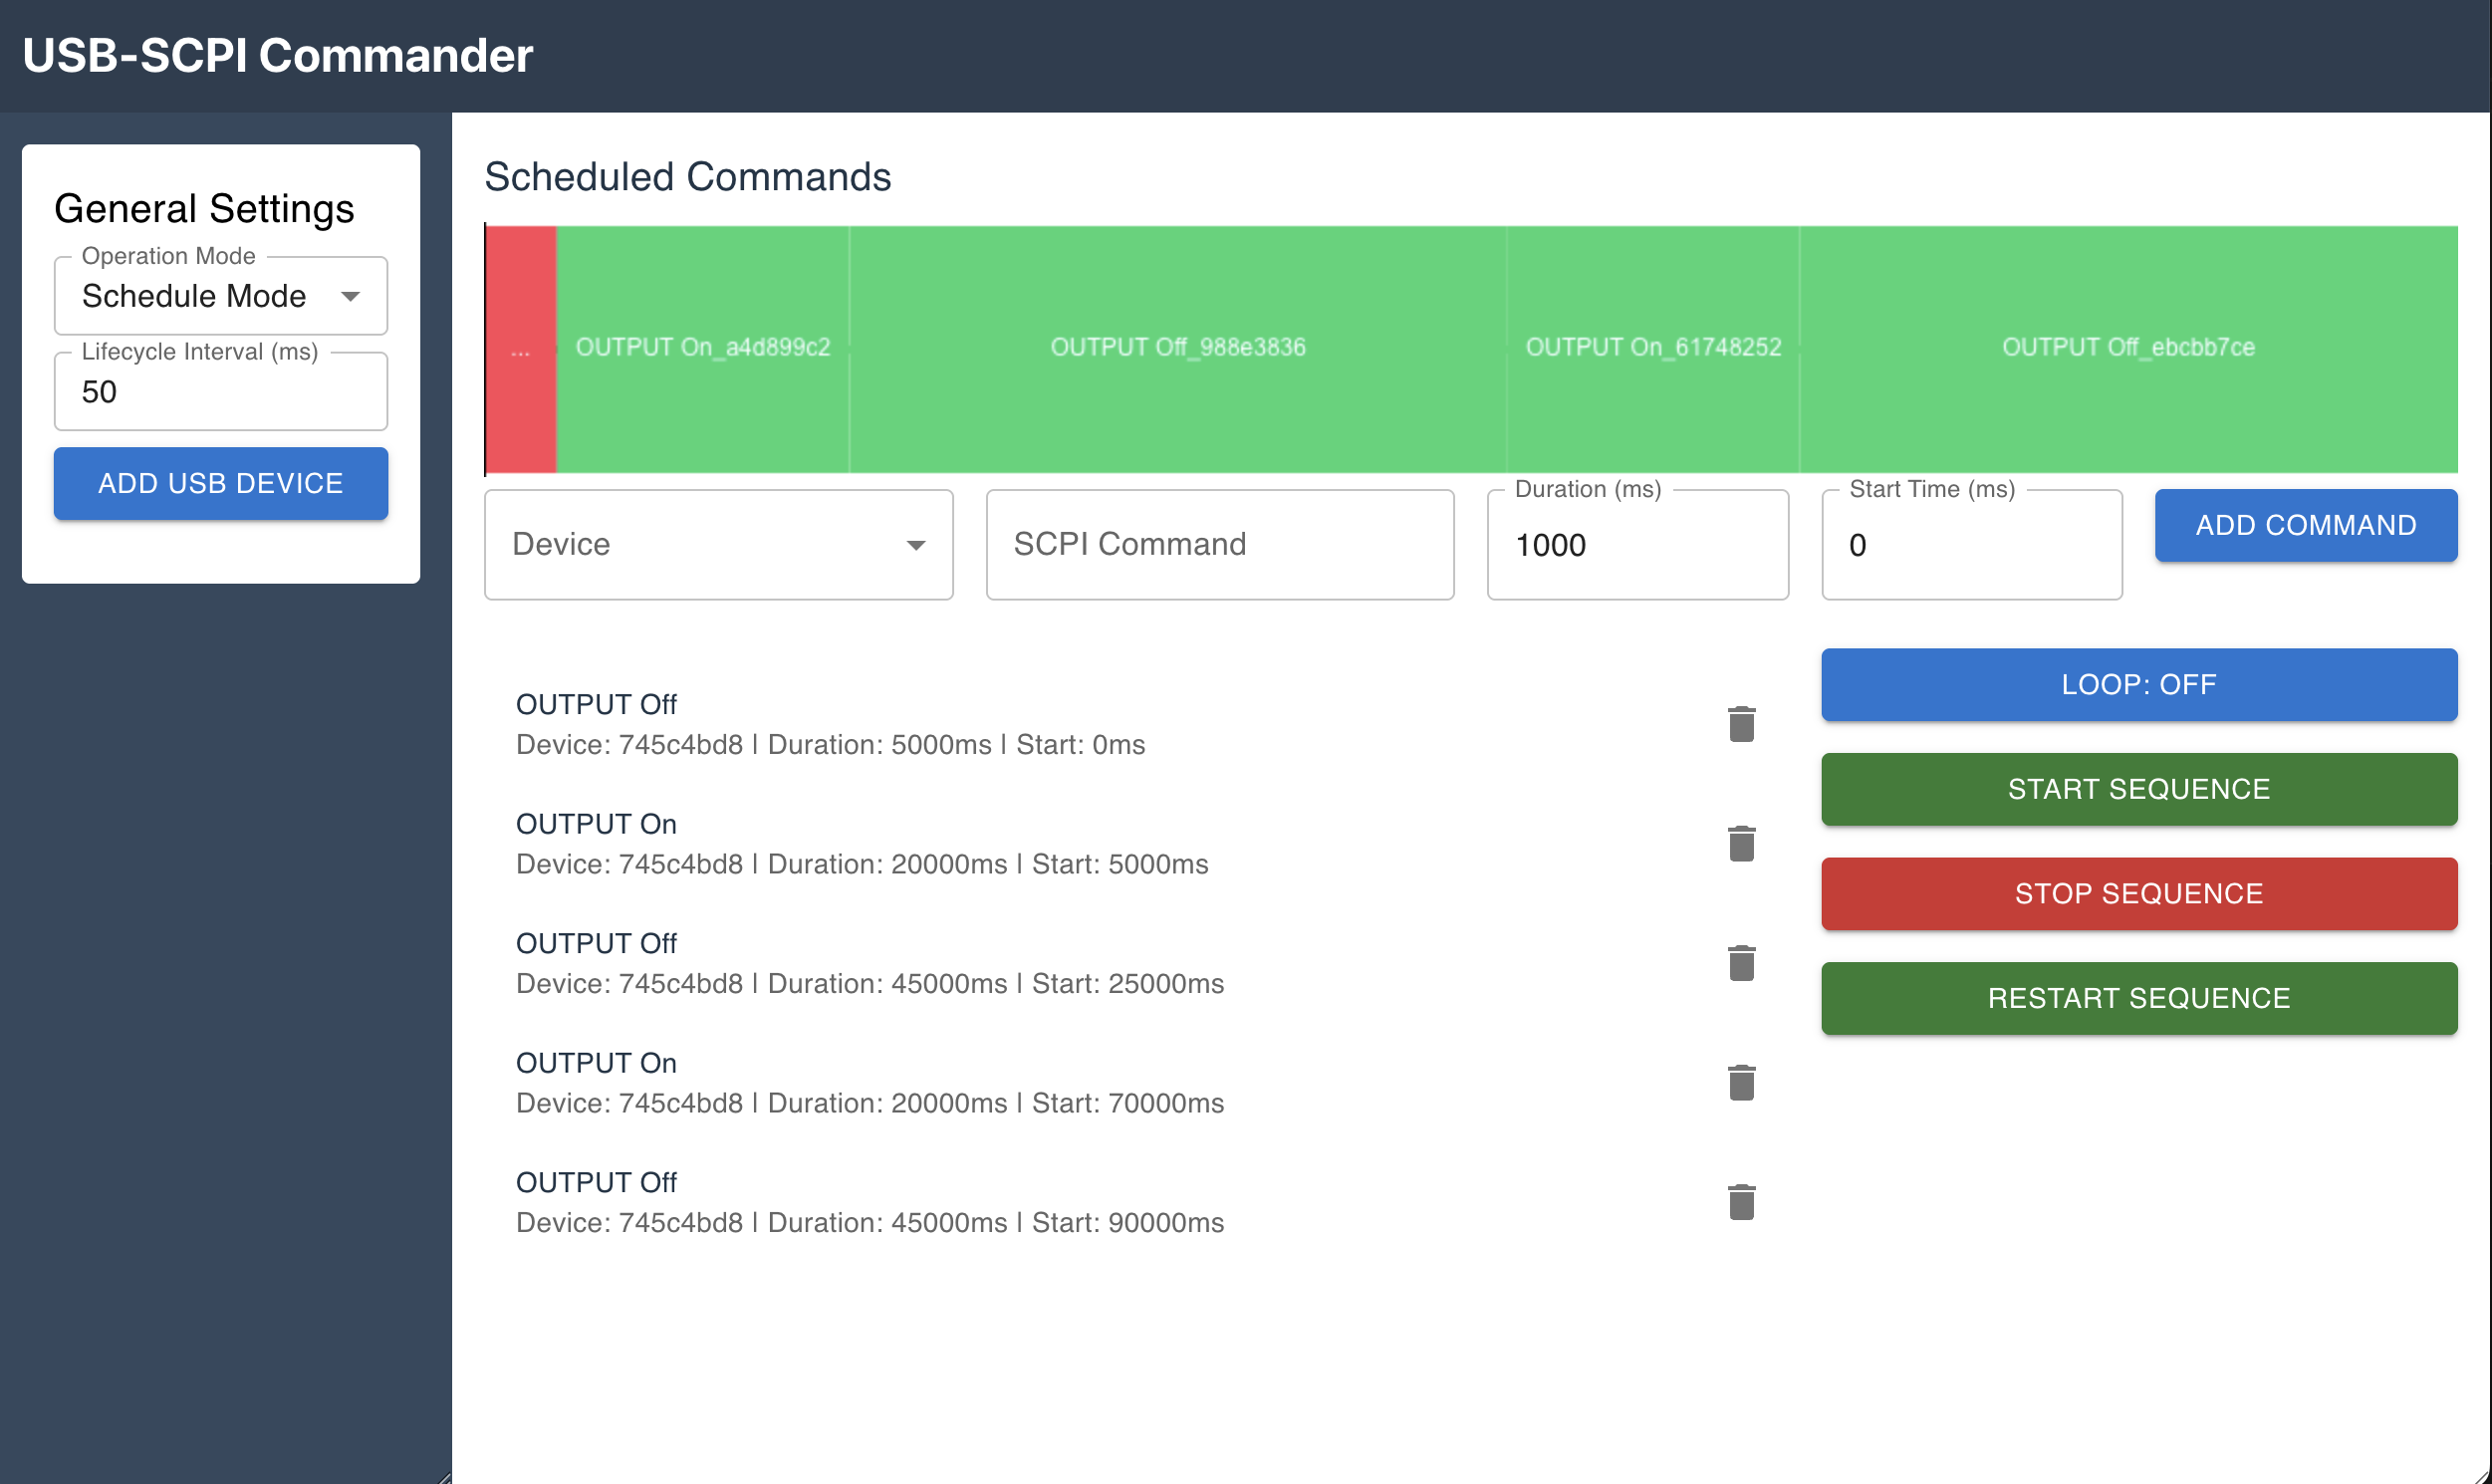 USB-SCPI Commander
General Settings
Operation Mode
Schedule Mode
Lifecycle Interval (ms)
50
ADD USB DEVICE
Scheduled Commands
... OUTPUT On_a4d899c2 OUTPUT Off_988e3836 OUTPUT On_61748252 OUTPUT Off_ebcbb7ce
Device SCPI Command Duration (ms) 1000 Start Time (ms) 0 ADD COMMAND
OUTPUT Off
Device: 745c4bd8 | Duration: 5000ms | Start: 0ms
OUTPUT On
Device: 745c4bd8 | Duration: 20000ms | Start: 5000ms
OUTPUT Off
Device: 745c4bd8 | Duration: 45000ms | Start: 25000ms
OUTPUT On
Device: 745c4bd8 | Duration: 20000ms | Start: 70000ms
OUTPUT Off
Device: 745c4bd8 | Duration: 45000ms | Start: 90000ms
LOOP: OFF
START SEQUENCE
STOP SEQUENCE
RESTART SEQUENCE